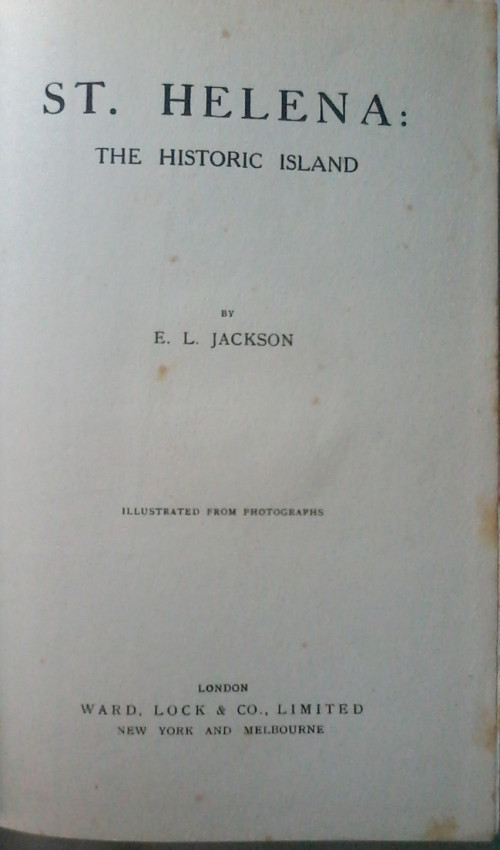 ST. HELENA:
THE HISTORIC ISLAND
BY
E. L. JACKSON
ILLUSTRATED FROM PHOTOGRAPHS
LONDON
WARD, LOCK & CO., LIMITED
NEW YORK AND MELBOURNE